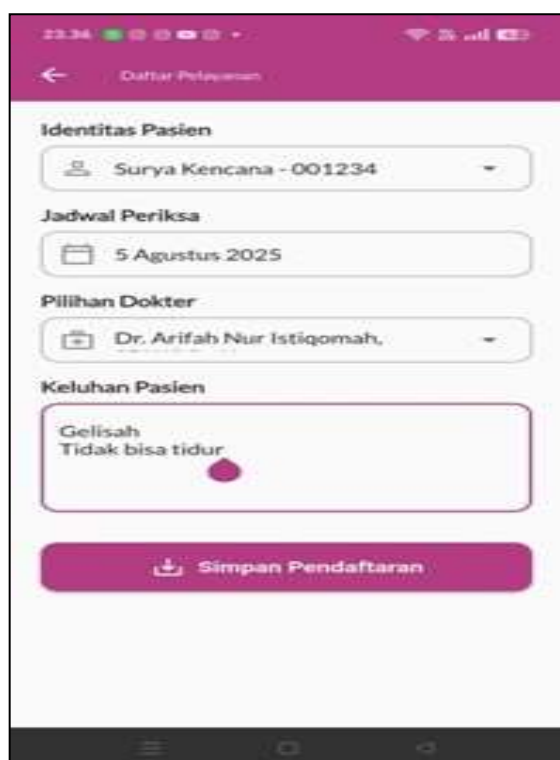 23.34
Daftar Pelayanan
Identitas Pasien
Surya Kencana - 001234
Jadwal Periksa
5 Agustus 2025
Pilihan Dokter
Dr. Arifah Nur Istiqomah,
Keluhan Pasien
Gelisah
Tidak bisa tidur
Simpan Pendaftaran